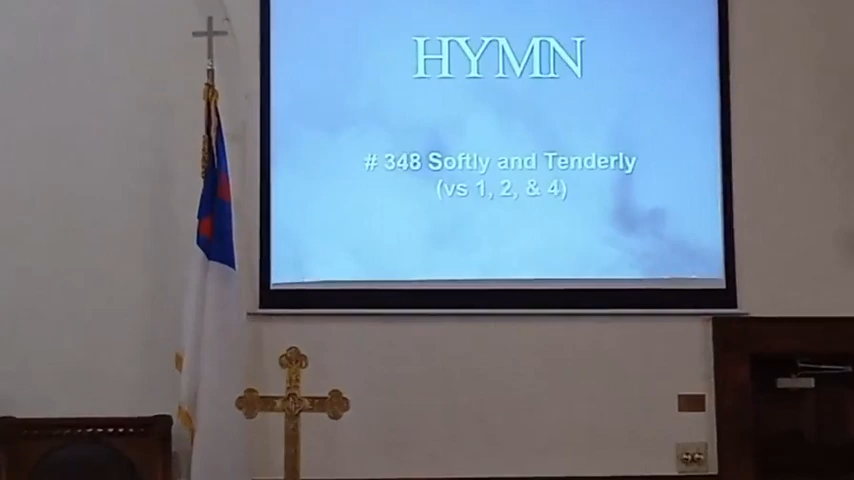 HYMN
# 348 Softly and Tenderly
(vs 1, 2, & 4)